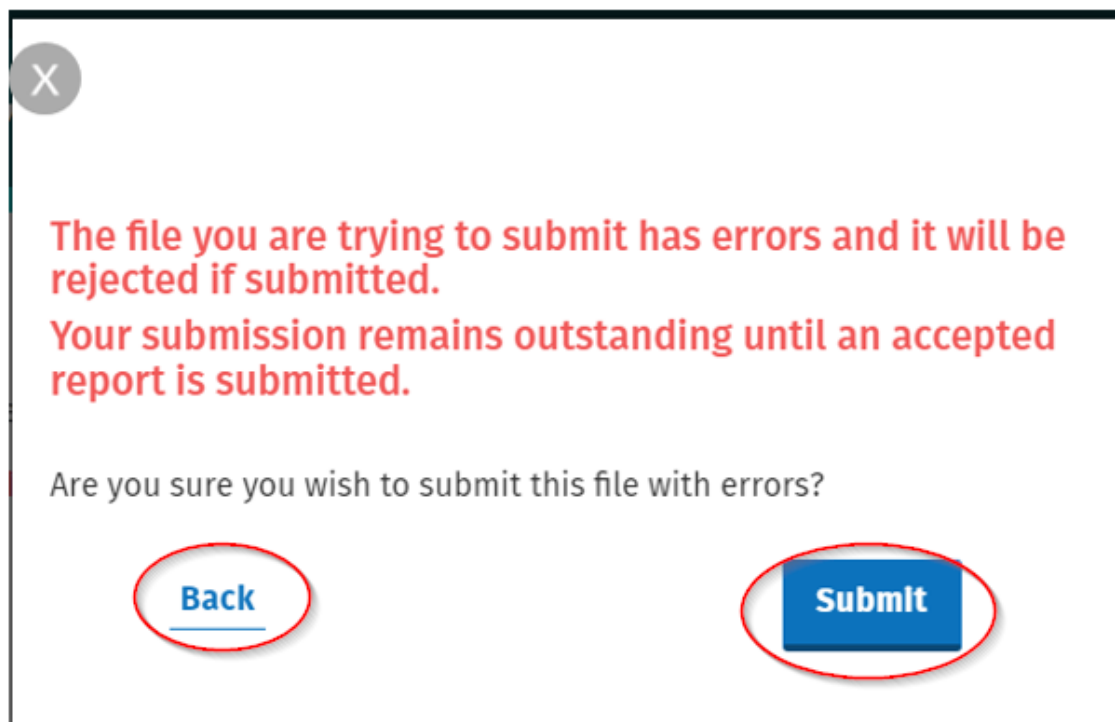 X
The file you are trying to submit has errors and it will be
rejected if submitted.
Your submission remains outstanding until an accepted
report is submitted.
Are you sure you wish to submit this file with errors?
Back
Submit